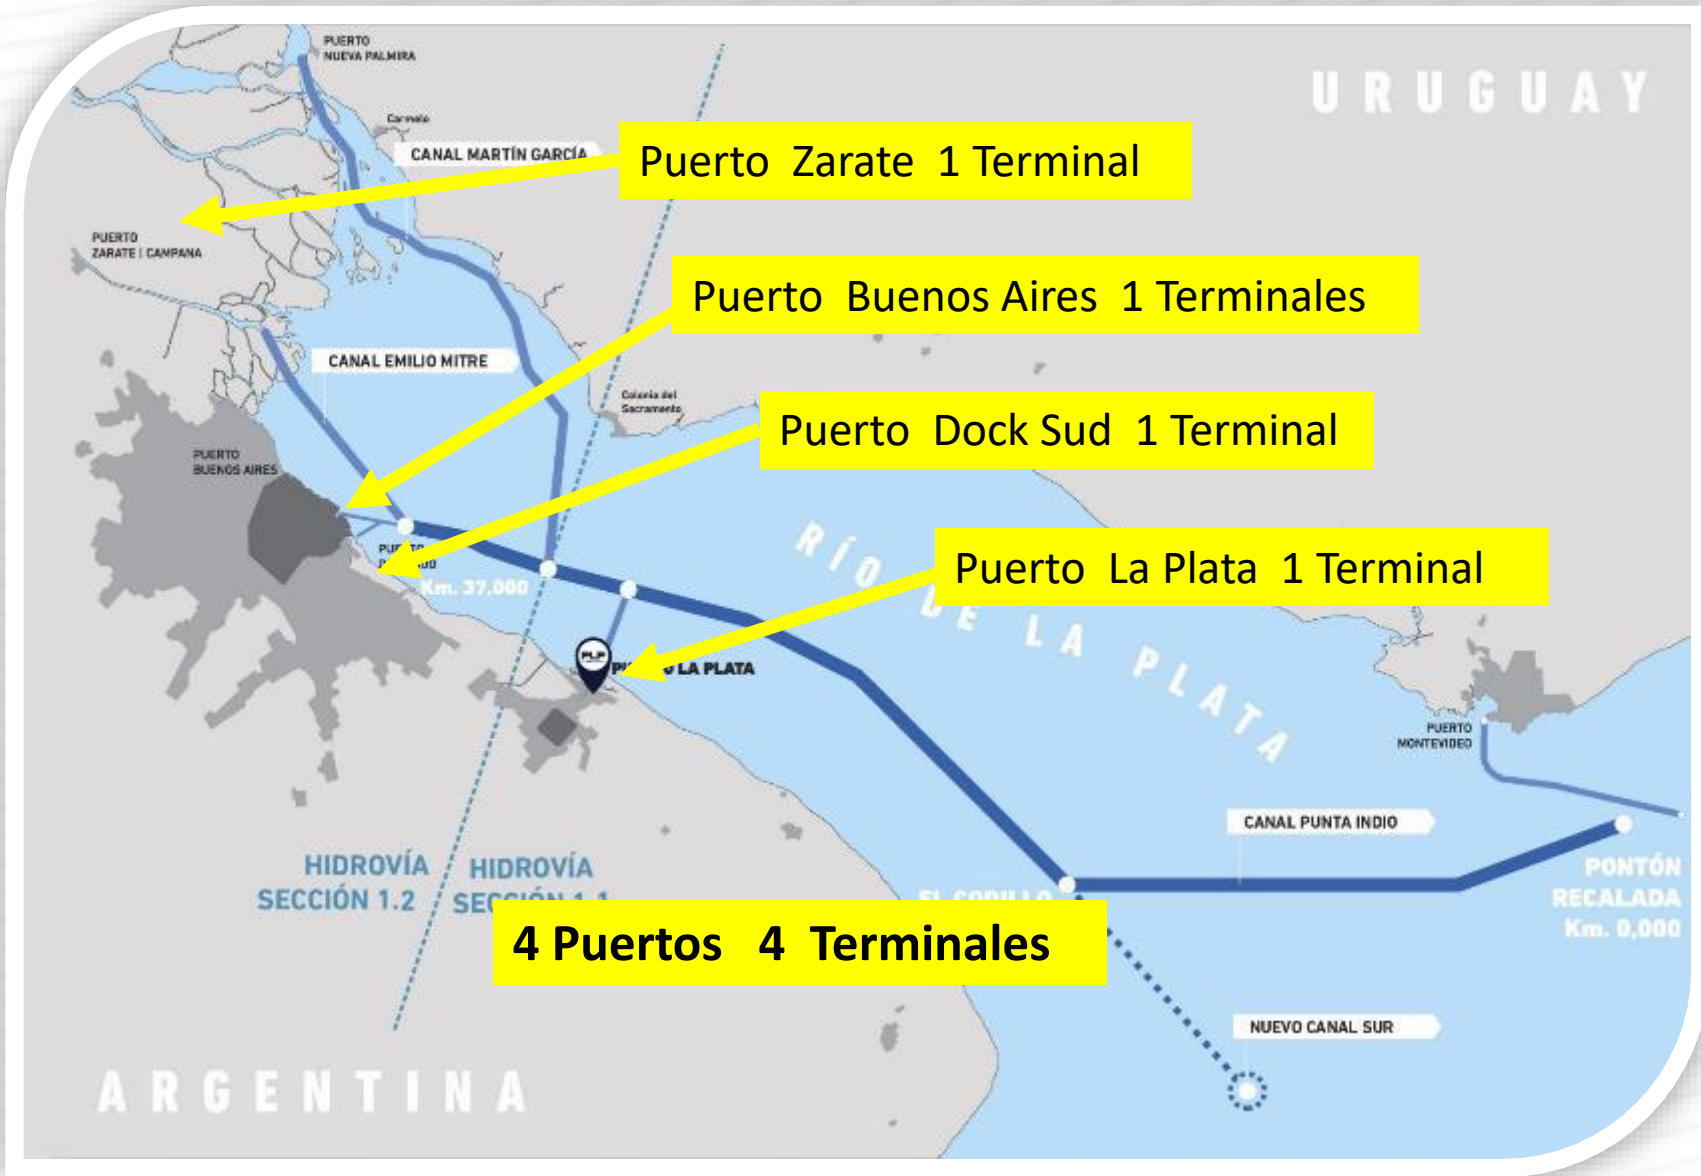 PUERTO
NUEVA PALMIRA
URUGUAY
Carmelo
CANAL MARTÍN GARCÍA
Puerto Zarate 1 Terminal
PUERTO
ZARATE | CAMPANA
Puerto Buenos Aires 1 Terminales
CANAL EMILIO MITRE
Colonia del
Sacramento
Puerto Dock Sud 1 Terminal
PUERTO
BUENOS AIRES
RÍO DE LA PLATA
Puerto La Plata 1 Terminal
Km. 37,000
PLP
LA PLATA
PUERTO
MONTEVIDEO
CANAL PUNTA INDIO
HIDROVÍA
SECCIÓN 1.2
HIDROVÍA
PONTÓN
RECALADA
Km. 0,000
4 Puertos 4 Terminales
NUEVO CANAL SUR
ARGENTINA